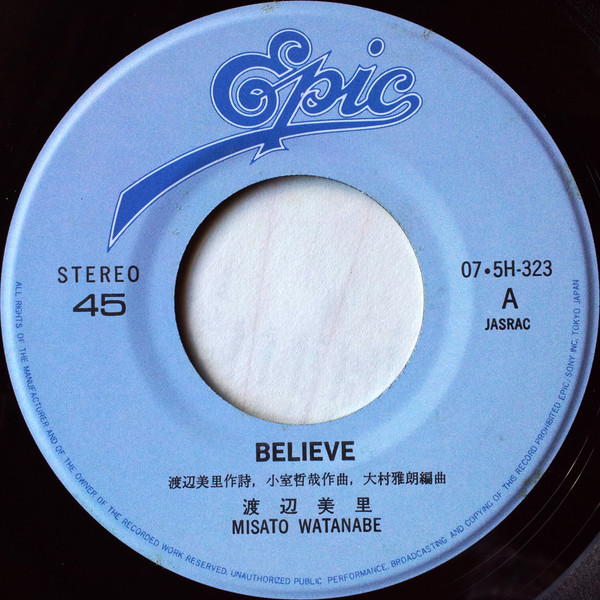 Epic
STEREO
45
07•5H-323
A
JASRAC
BELIEVE
渡辺美里作詩, 小室哲哉作曲, 大村雅朗編曲
渡辺美里
MISATO WATANABE
ALL RIGHTS OF THE MANUFACTURER AND OF THE OWNER OF THE RECORDED WORK RESERVED. UNAUTHORIZED PUBLIC PERFORMANCE, BROADCASTING AND COPYING OF THIS RECORD PROHIBITED EPIC/SONY INC. TOKYO JAPAN